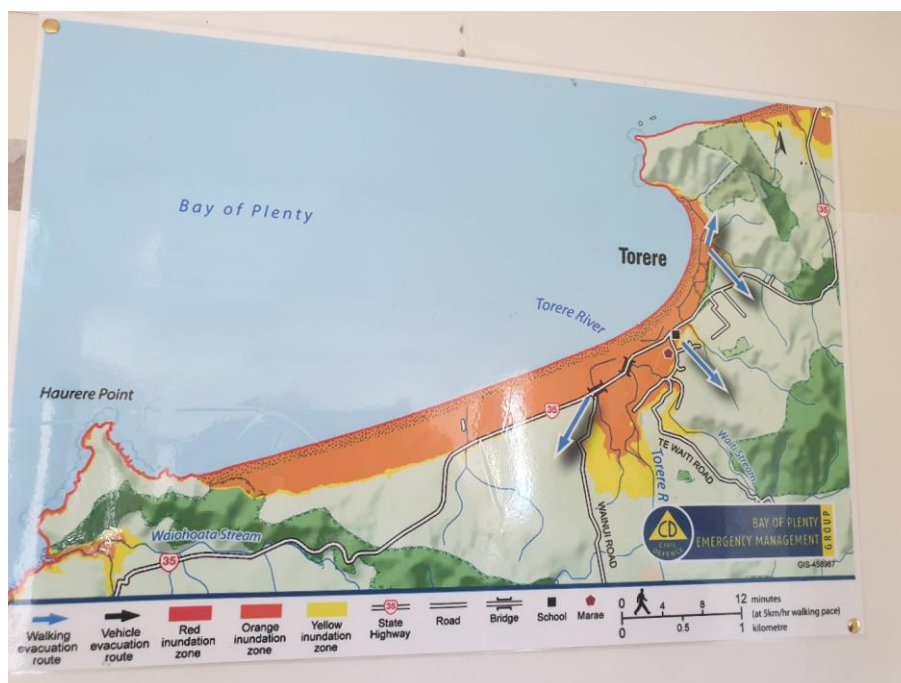 Bay of Plenty
N
35
Torere
Torere River
Haurere Point
35
TE WAITI ROAD
Waiti Stream
Torere R
WAINUI ROAD
Waiohoata Stream
35
CD
CIVIL
DEFENCE
BAY OF PLENTY
EMERGENCY MANAGEMENT
GROUP
GIS-458967
Walking
evacuation
route
Vehicle
evacuation
route
Red
inundation
zone
Orange
inundation
zone
Yellow
inundation
zone
35
State
Highway
Road
Bridge
School
Marae
0 4 8 12 minutes
(at 5km/hr walking pace)
0 0.5 1 kilometre